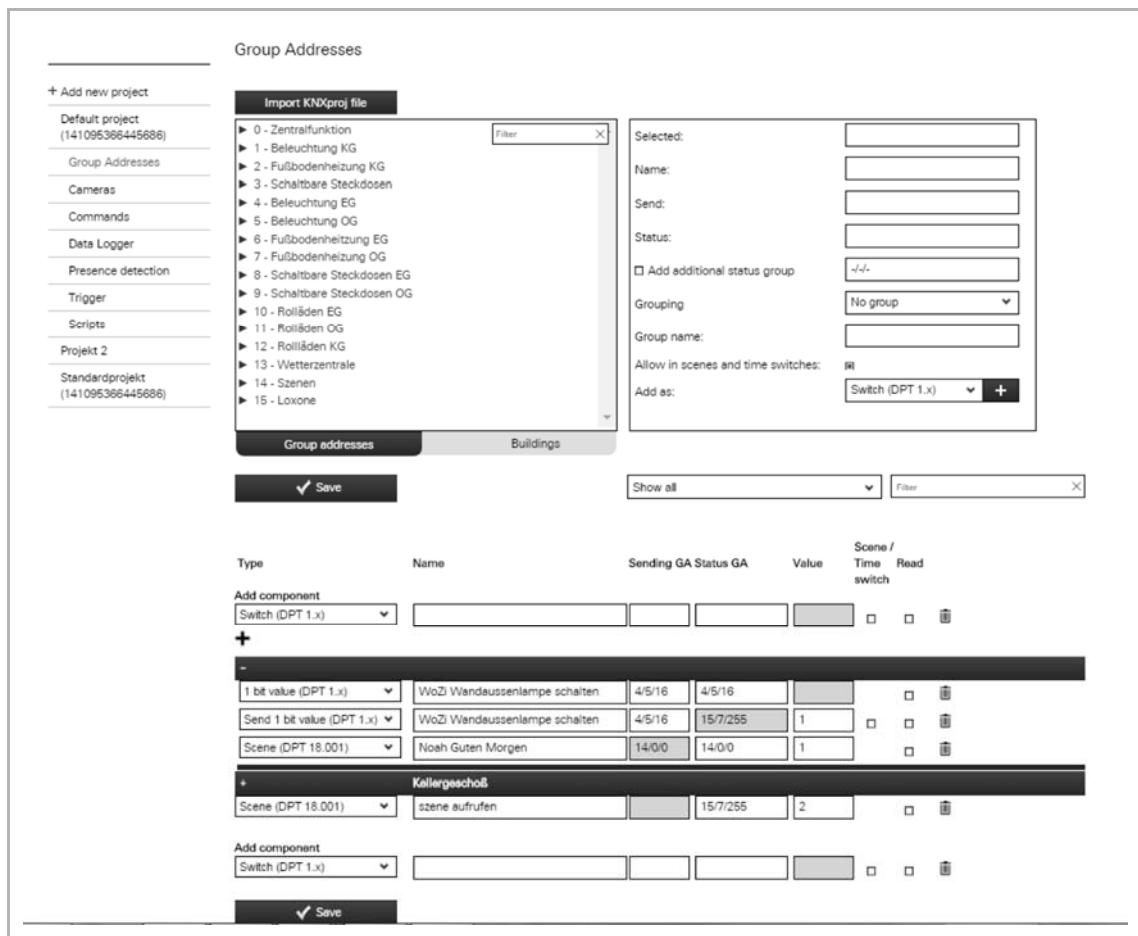 Group Addresses
+ Add new project
Default project
(141095366445686)
Group Addresses
Cameras
Commands
Data Logger
Presence detection
Trigger
Scripts
Projekt 2
Standardprojekt
(141095366445686)
Import KNXproj file
Filter
0 - Zentralfunktion
1 - Beleuchtung KG
2 - Fußbodenheizung KG
3 - Schaltbare Steckdosen
4 - Beleuchtung EG
5 - Beleuchtung OG
6 - Fußbodenheitzung EG
7 - Fußbodenheizung OG
8 - Schaltbare Steckdosen EG
9 - Schaltbare Steckdosen OG
10 - Rolläden EG
11 - Rolläden OG
12 - Rollläden KG
13 - Wetterzentrale
14 - Szenen
15 - Loxone
Group addresses Buildings
Selected:
Name:
Send:
Status:
Add additional status group -/-/-
Grouping No group
Group name:
Allow in scenes and time switches:
Add as: Switch (DPT 1.x) +
Save Show all Filter
Type Name Sending GA Status GA Value Scene / Time switch Read
Add component
Switch (DPT 1.x)
+
-
1 bit value (DPT 1.x) WoZi Wandaussenlampe schalten 4/5/16 4/5/16
Send 1 bit value (DPT 1.x) WoZi Wandaussenlampe schalten 4/5/16 15/7/255 1
Scene (DPT 18.001) Noah Guten Morgen 14/0/0 14/0/0 1
+ Kellergeschoß
Scene (DPT 18.001) szene aufrufen 15/7/255 2
Add component
Switch (DPT 1.x)
Save